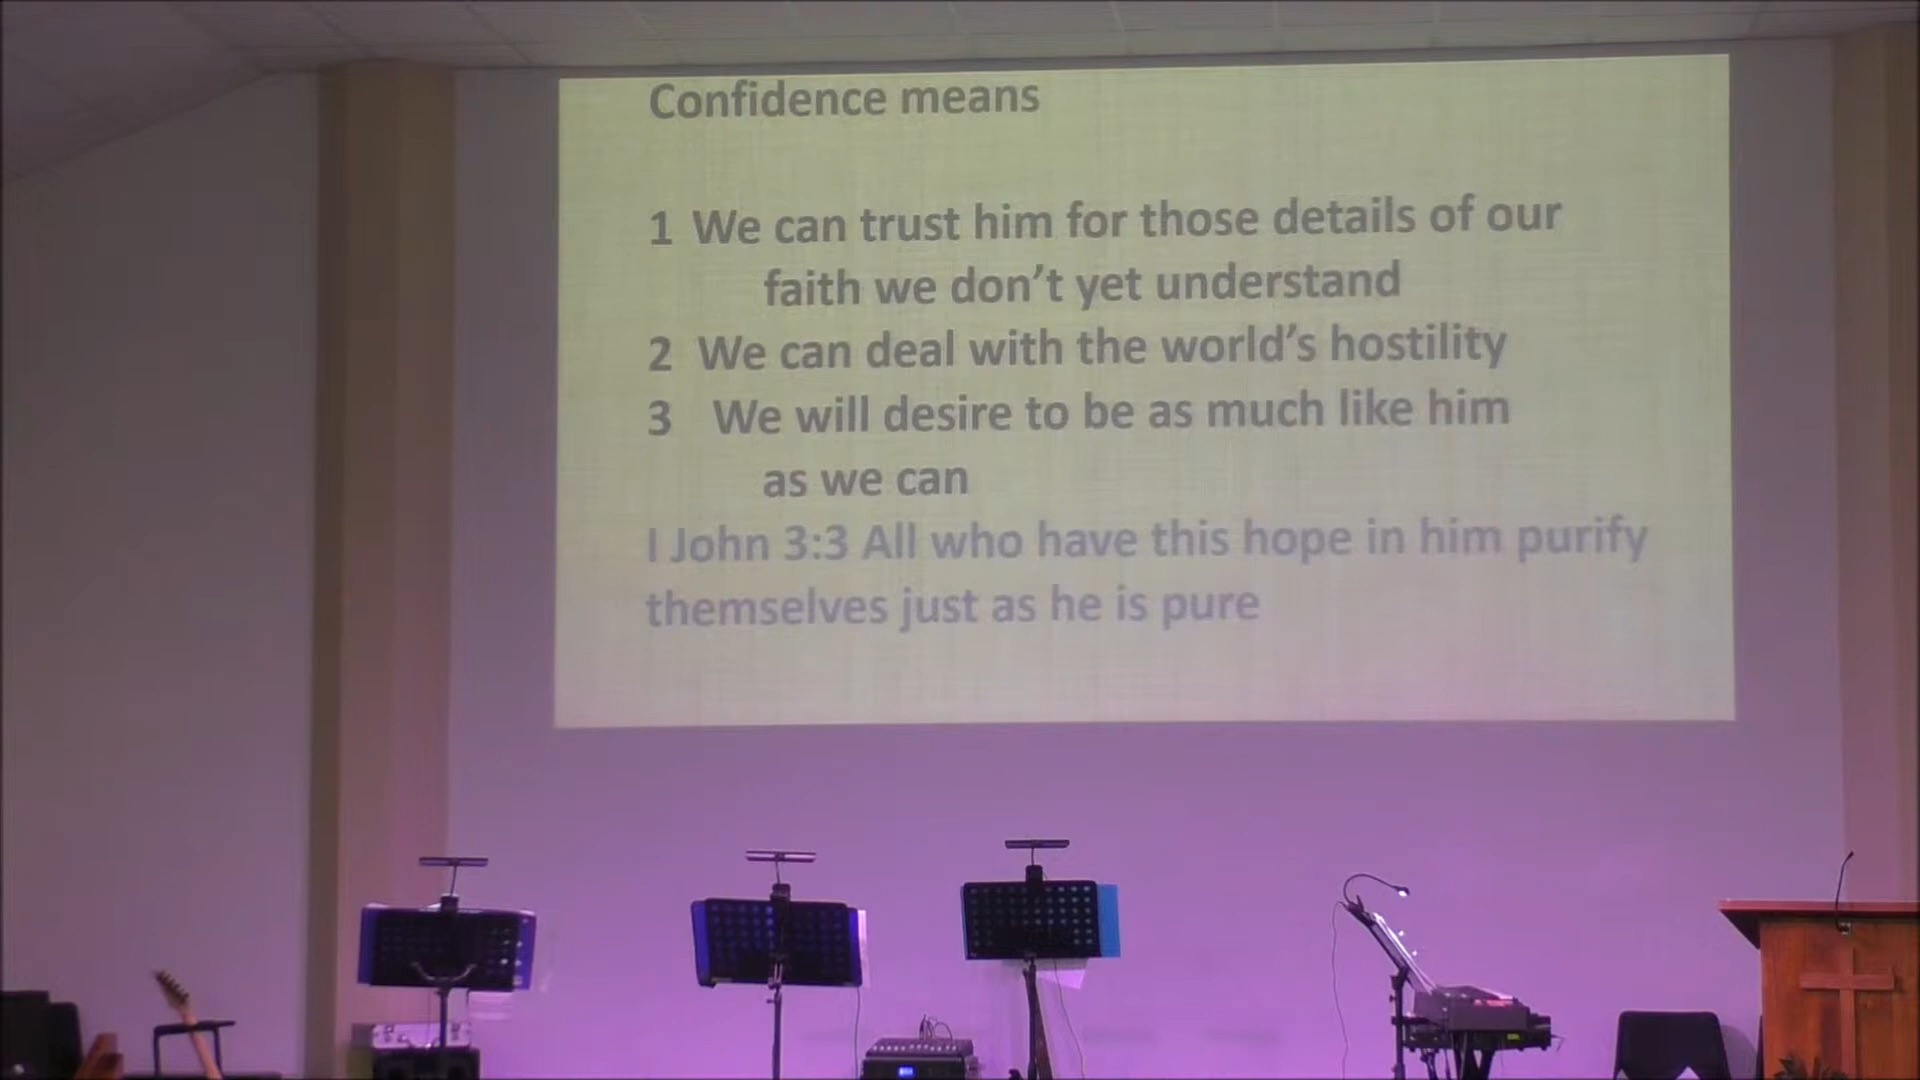 Confidence means
1 We can trust him for those details of our
faith we don't yet understand
2 We can deal with the world's hostility
3 We will desire to be as much like him
as we can
I John 3:3 All who have this hope in him purify
themselves just as he is pure